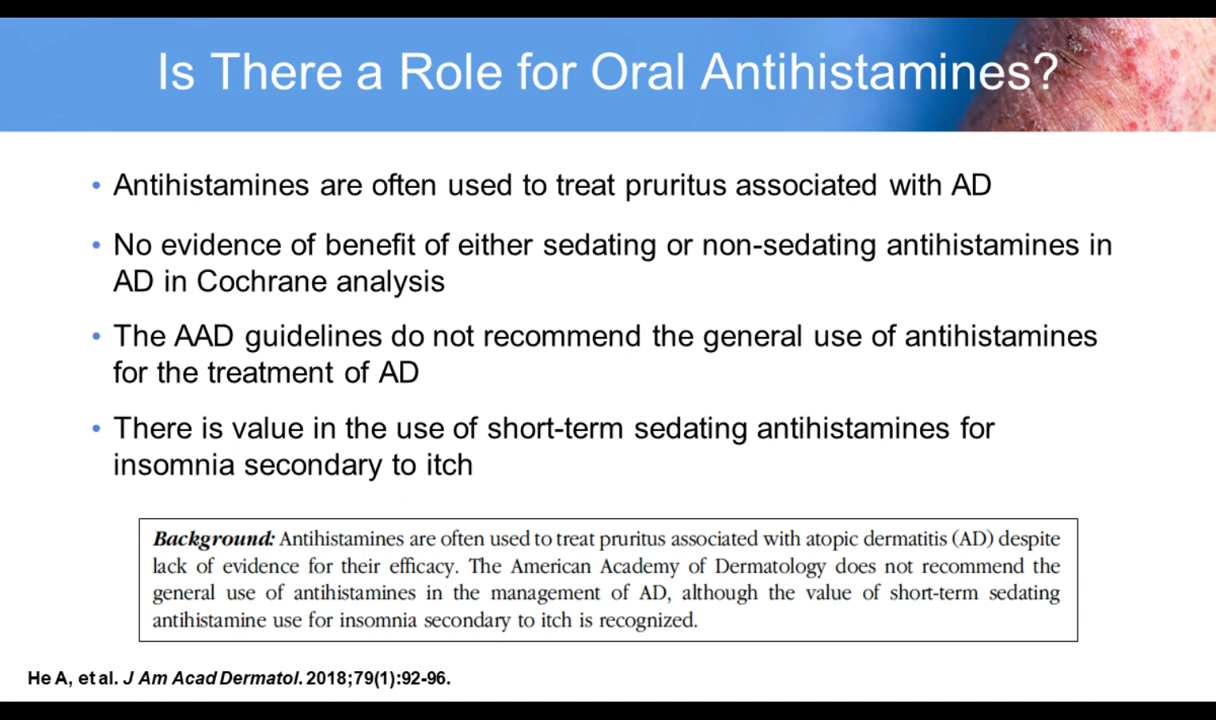 Is There a Role for Oral Antihistamines?
• Antihistamines are often used to treat pruritus associated with AD
• No evidence of benefit of either sedating or non-sedating antihistamines in
AD in Cochrane analysis
• The AAD guidelines do not recommend the general use of antihistamines
for the treatment of AD
• There is value in the use of short-term sedating antihistamines for
insomnia secondary to itch
Background: Antihistamines are often used to treat pruritus associated with atopic dermatitis (AD) despite
lack of evidence for their efficacy. The American Academy of Dermatology does not recommend the
general use of antihistamines in the management of AD, although the value of short-term sedating
antihistamine use for insomnia secondary to itch is recognized.
He A, et al. J Am Acad Dermatol. 2018;79(1):92-96.